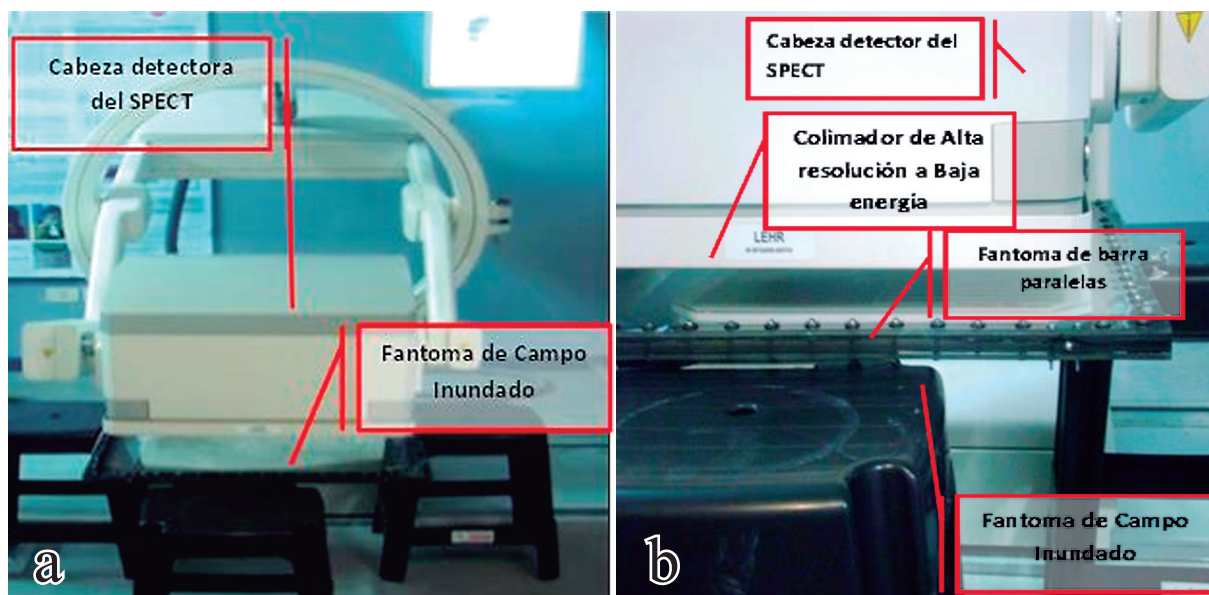 Cabeza detectora
del SPECT
Fantoma de Campo
Inundado
a
Cabeza detector del
SPECT
Colimador de Alta
resolución a Baja
energía
LEHR
Fantoma de barra
paralelas
Fantoma de Campo
Inundado
b